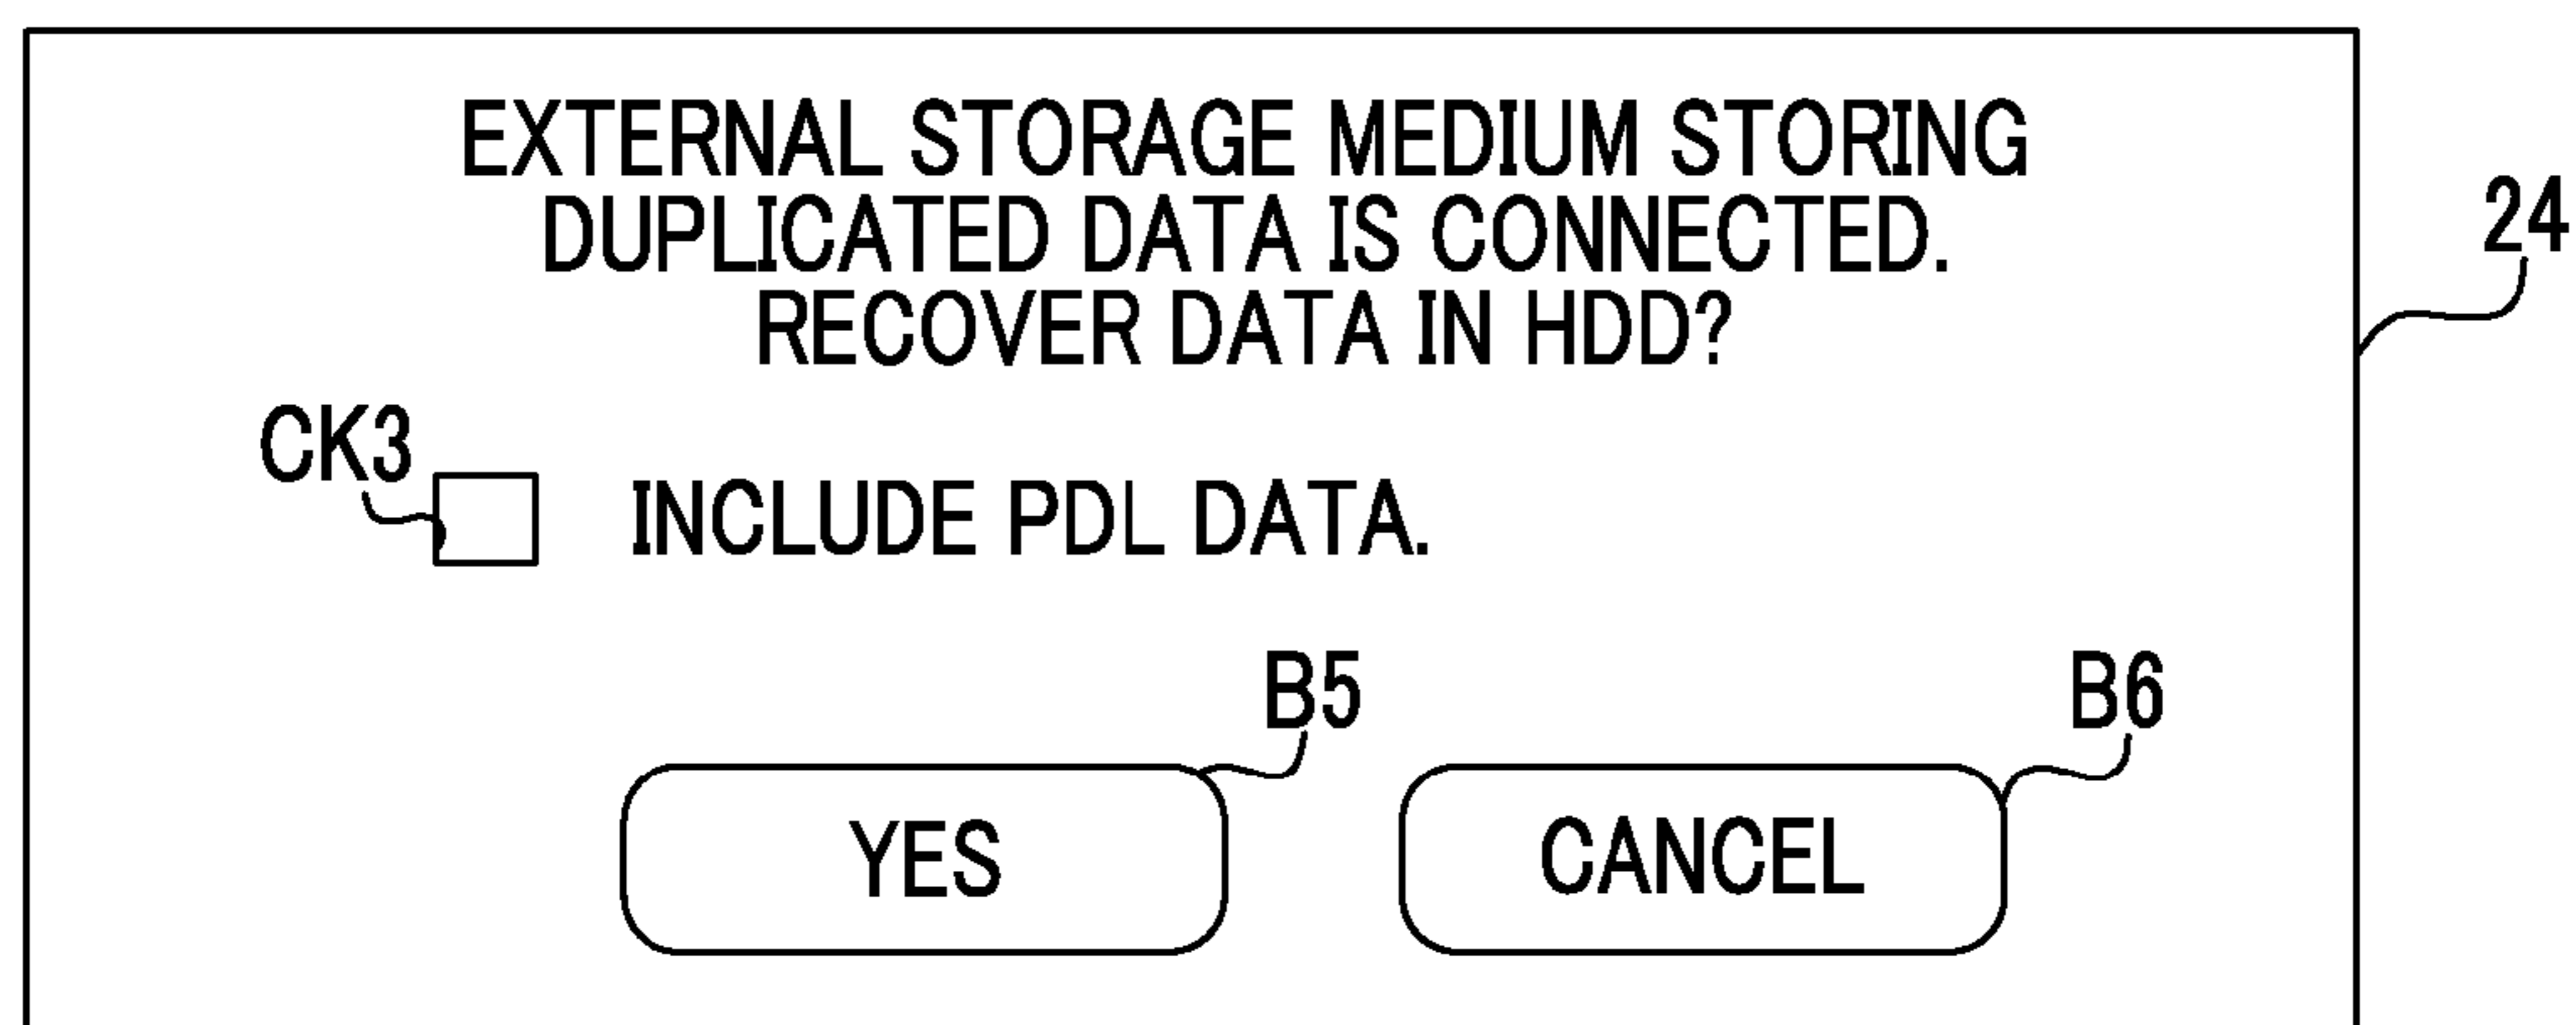 EXTERNAL STORAGE MEDIUM STORING
DUPLICATED DATA IS CONNECTED.
RECOVER DATA IN HDD?
24
CK3
INCLUDE PDL DATA.
B5
B6
YES
CANCEL